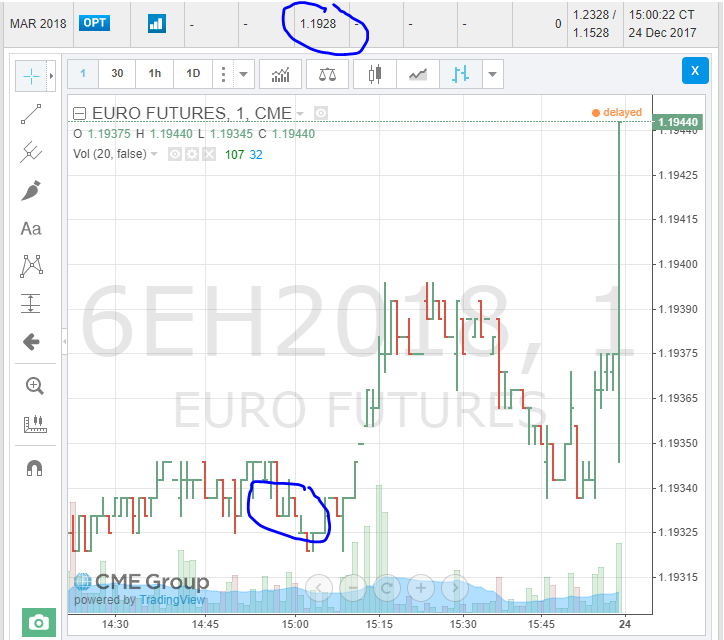 MAR 2018 OPT - - 1.1928 - - - 0 1.2328 / 1.1528 15:00:22 CT 24 Dec 2017
1 30 1h 1D X
EURO FUTURES, 1, CME delayed
O 1.19375 H 1.19440 L 1.19345 C 1.19440
Vol (20, false) 107 32
Aa
1.19440
1.19440
1.19425
1.19415
1.19400
1.19390
1.19375
1.19365
1.19350
1.19340
1.19325
1.19315
6EH2018, 1
EURO FUTURES
CME Group
powered by TradingView
14:30 14:45 15:00 15:15 15:30 15:45 24